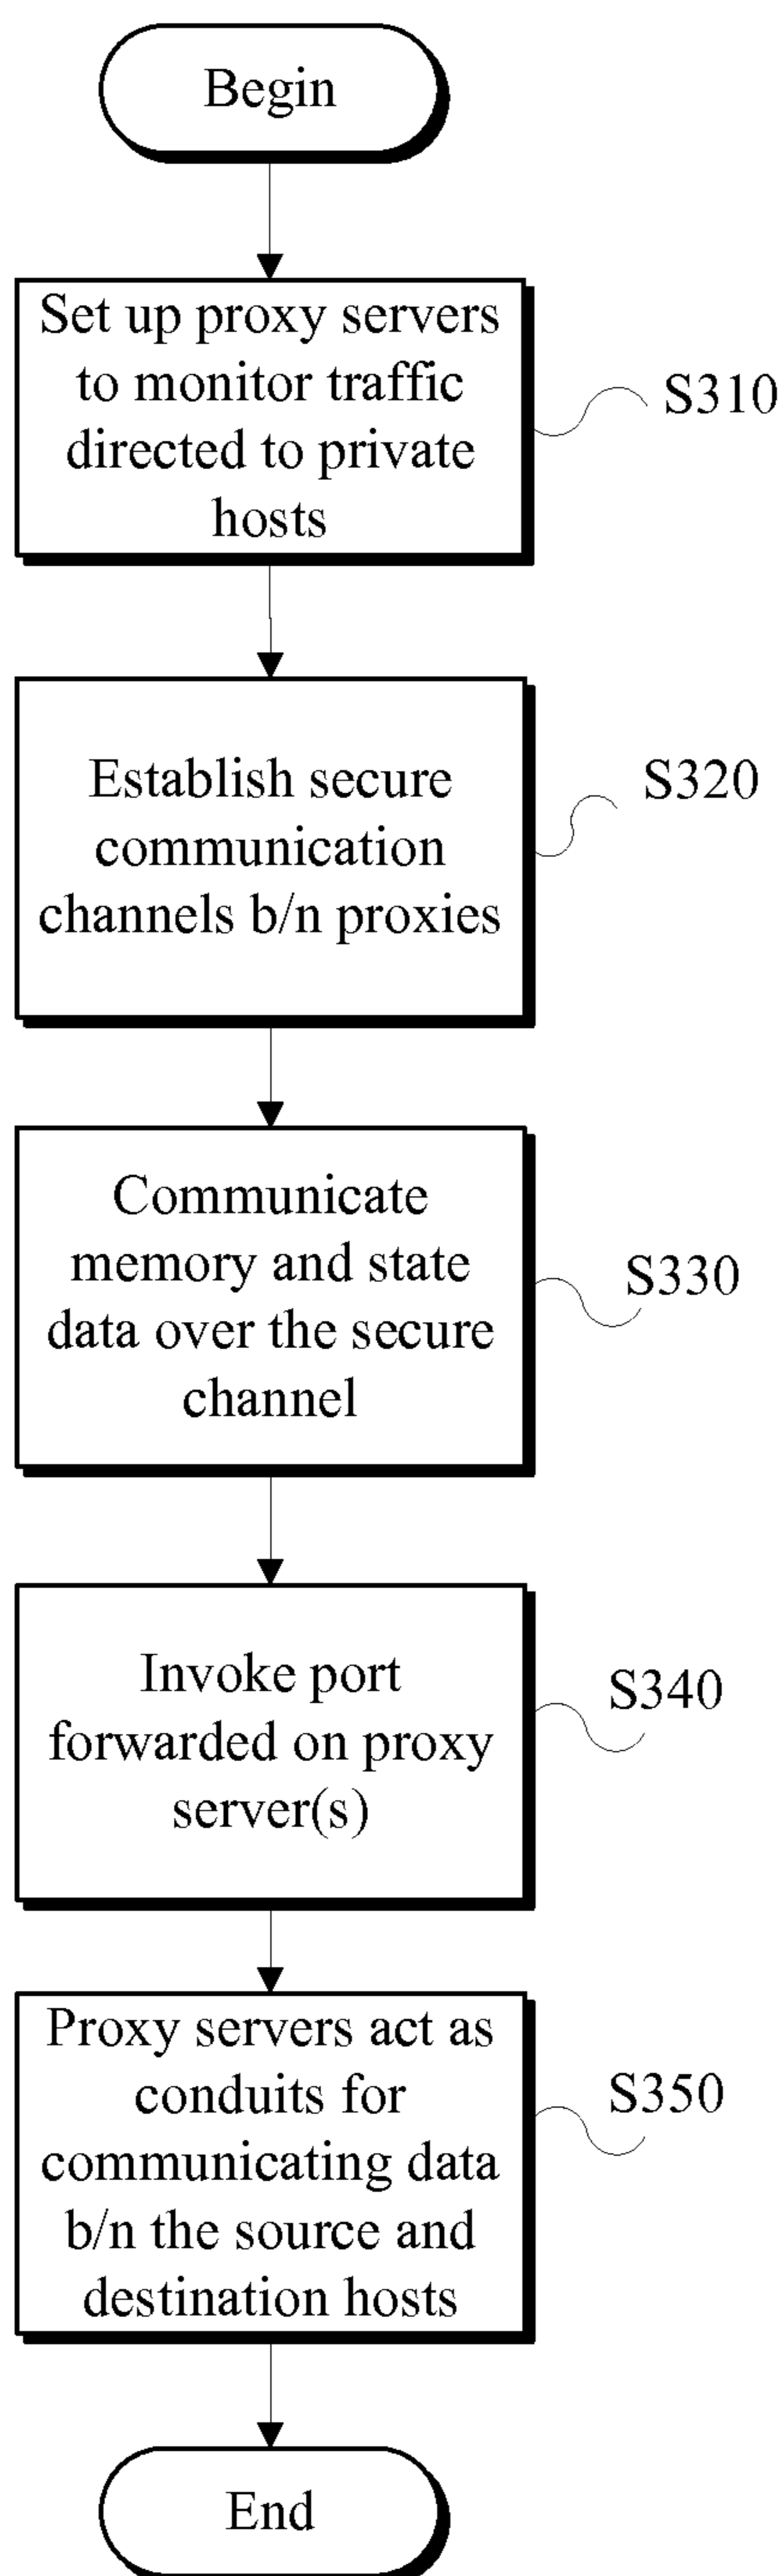 Begin
Set up proxy servers
to monitor traffic
directed to private
hosts
S310
Establish secure
communication
channels b/n proxies
S320
Communicate
memory and state
data over the secure
channel
S330
Invoke port
forwarded on proxy
server(s)
S340
Proxy servers act as
conduits for
communicating data
b/n the source and
destination hosts
S350
End